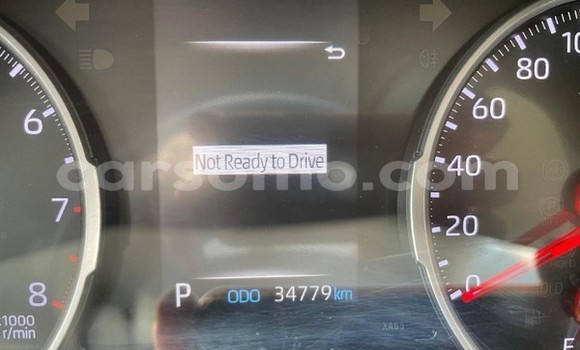 100
80
60
40
20
0
6
7
8
x1000
r/min
Not Ready to Drive
carsomo.com
P ODO 34779 km
E